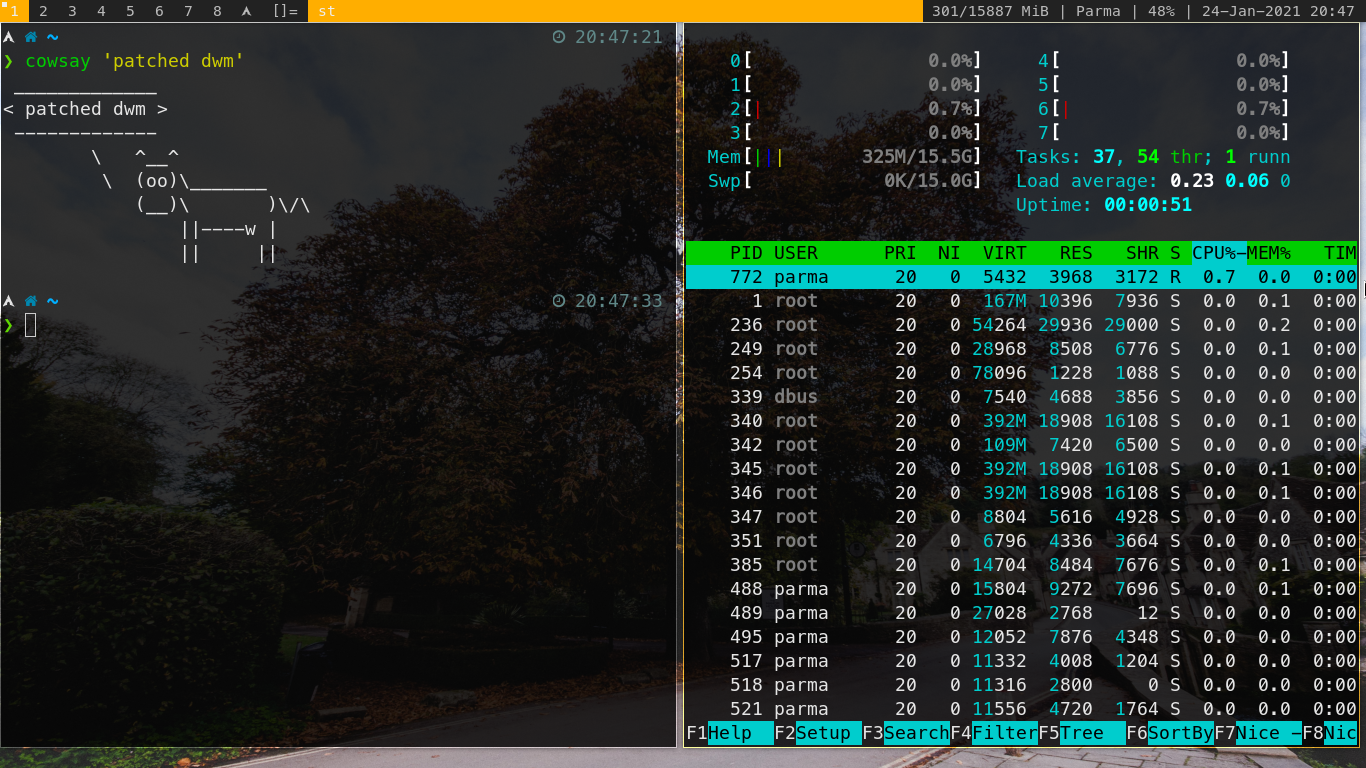 1 2 3 4 5 6 7 8 []= st 301/15887 MiB | Parma | 48% | 24-Jan-2021 20:47
~ 20:47:21
❯ cowsay 'patched dwm'
 _____________
< patched dwm >
 -------------
        \   ^__^
         \  (oo)\_______
            (__)\       )\/\
                ||----w |
                ||     ||
~ 20:47:33
❯
0[ 0.0%] 4[ 0.0%]
1[ 0.0%] 5[ 0.0%]
2[| 0.7%] 6[| 0.7%]
3[ 0.0%] 7[ 0.0%]
Mem[||| 325M/15.5G] Tasks: 37, 54 thr; 1 runn
Swp[ 0K/15.0G] Load average: 0.23 0.06 0
Uptime: 00:00:51
PID USER PRI NI VIRT RES SHR S CPU%-MEM% TIM
772 parma 20 0 5432 3968 3172 R 0.7 0.0 0:00
1 root 20 0 167M 10396 7936 S 0.0 0.1 0:00
236 root 20 0 54264 29936 29000 S 0.0 0.2 0:00
249 root 20 0 28968 8508 6776 S 0.0 0.1 0:00
254 root 20 0 78096 1228 1088 S 0.0 0.0 0:00
339 dbus 20 0 7540 4688 3856 S 0.0 0.0 0:00
340 root 20 0 392M 18908 16108 S 0.0 0.1 0:00
342 root 20 0 109M 7420 6500 S 0.0 0.0 0:00
345 root 20 0 392M 18908 16108 S 0.0 0.1 0:00
346 root 20 0 392M 18908 16108 S 0.0 0.1 0:00
347 root 20 0 8804 5616 4928 S 0.0 0.0 0:00
351 root 20 0 6796 4336 3664 S 0.0 0.0 0:00
385 root 20 0 14704 8484 7676 S 0.0 0.1 0:00
488 parma 20 0 15804 9272 7696 S 0.0 0.1 0:00
489 parma 20 0 27028 2768 12 S 0.0 0.0 0:00
495 parma 20 0 12052 7876 4348 S 0.0 0.0 0:00
517 parma 20 0 11332 4008 1204 S 0.0 0.0 0:00
518 parma 20 0 11316 2800 0 S 0.0 0.0 0:00
521 parma 20 0 11556 4720 1764 S 0.0 0.0 0:00
F1Help F2Setup F3SearchF4FilterF5Tree F6SortByF7Nice -F8Nic